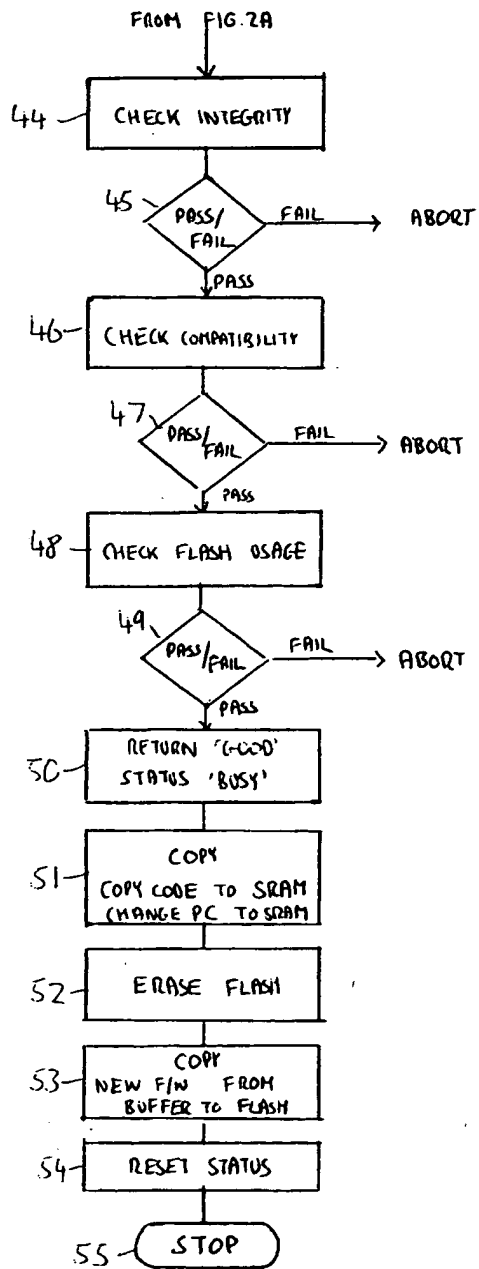 FROM FIG.2A
44
CHECK INTEGRITY
45
PASS/
FAIL
FAIL
ABORT
PASS
46
CHECK COMPATIBILITY
47
PASS/
FAIL
FAIL
ABORT
PASS
48
CHECK FLASH USAGE
49
PASS/
FAIL
FAIL
ABORT
PASS
50
RETURN 'GOOD'
STATUS 'BUSY'
51
COPY
COPY CODE TO SRAM
CHANGE PC TO SRAM
52
ERASE FLASH
53
COPY
NEW F/W FROM
BUFFER TO FLASH
54
RESET STATUS
55
STOP